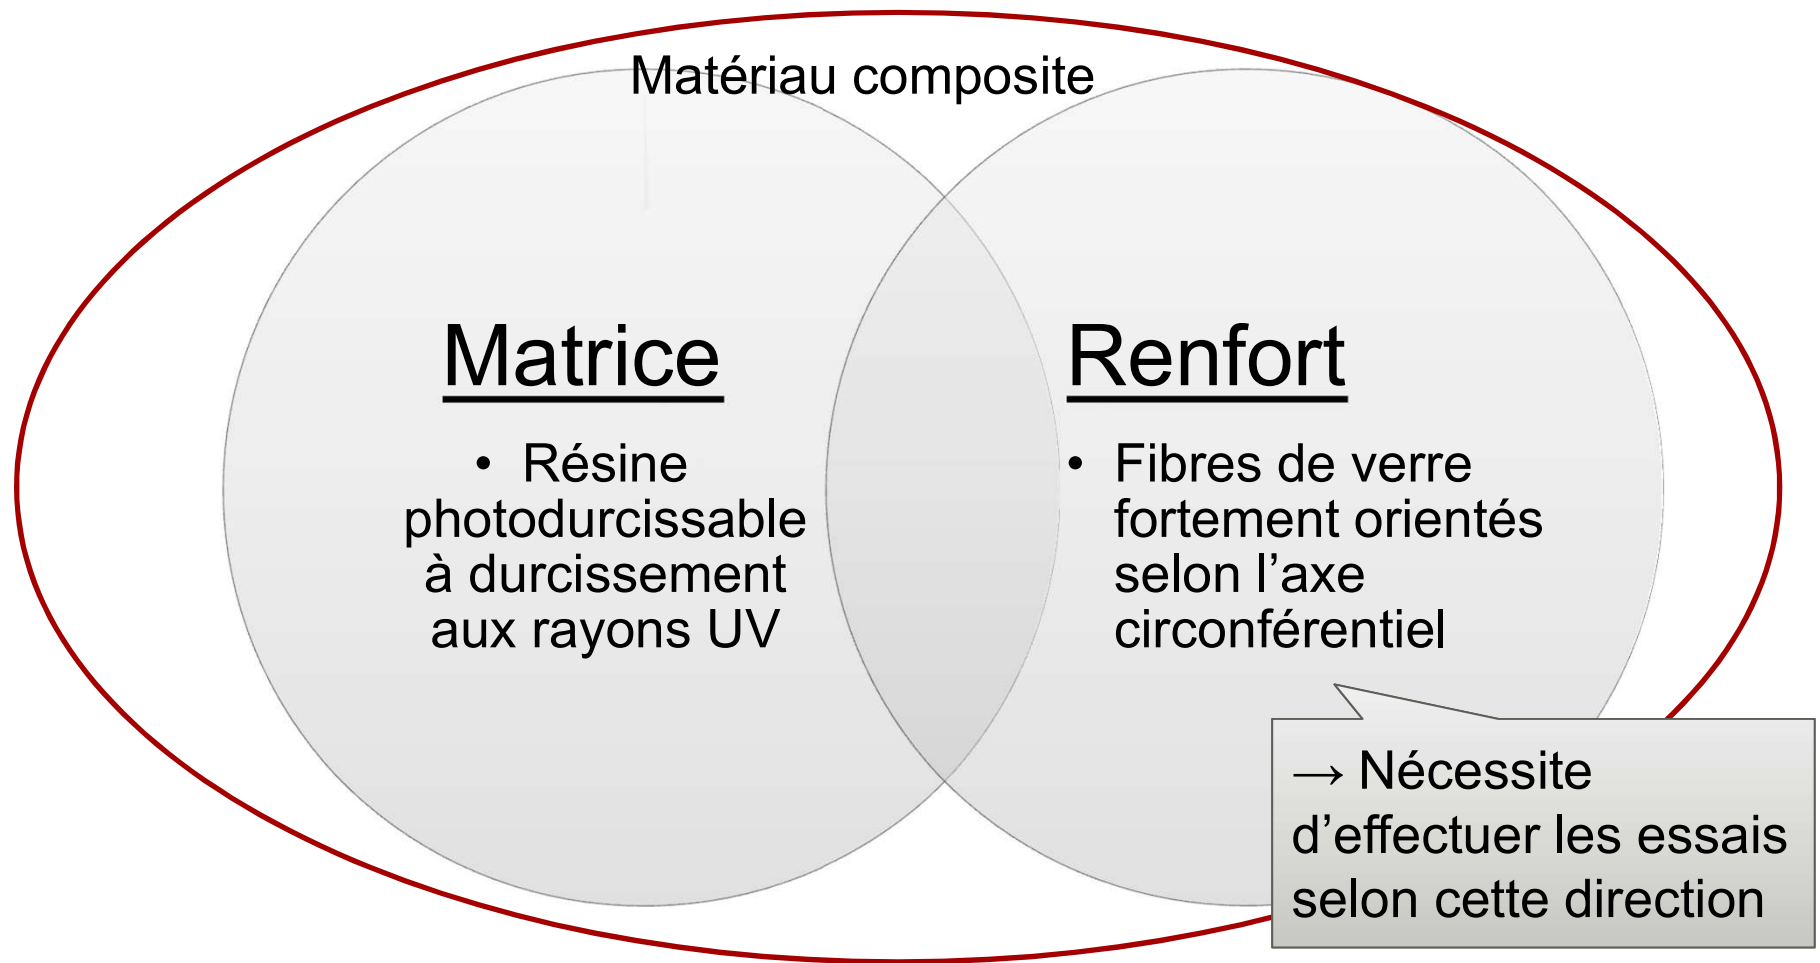 Matériau composite
Matrice
• Résine
photodurcissable
à durcissement
aux rayons UV
Renfort
• Fibres de verre
fortement orientés
selon l’axe
circonférentiel
→ Nécessite
d’effectuer les essais
selon cette direction